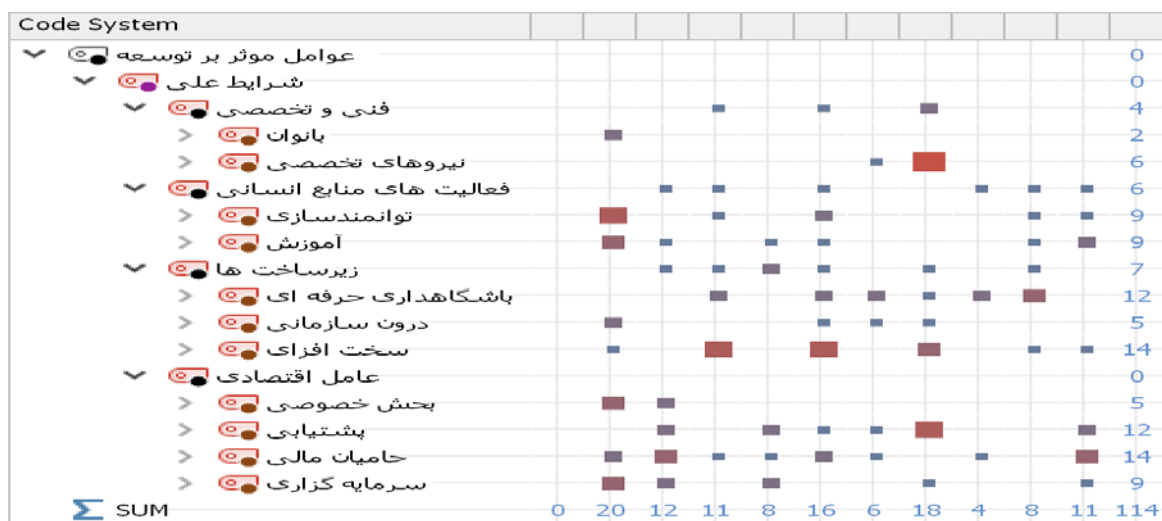 Code System
عوامل موثر بر توسعه 0
شرایط علی 0
فنی و تخصصی 4
بانوان 2
نیروهای تخصصی 6
فعالیت های منابع انسانی 6
توانمندسازی 9
آموزش 9
زیرساخت ها 7
باشگاهداری حرفه ای 12
درون سازمانی 5
سخت افزای 14
عامل اقتصادی 0
بحش خصوصی 5
پشتیابی 12
حامیان مالی 14
سرمایه گزاری 9
Σ SUM 0 20 12 11 8 16 6 18 4 8 11 114